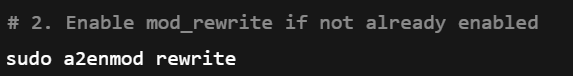 # 2. Enable mod_rewrite if not already enabled
sudo a2enmod rewrite